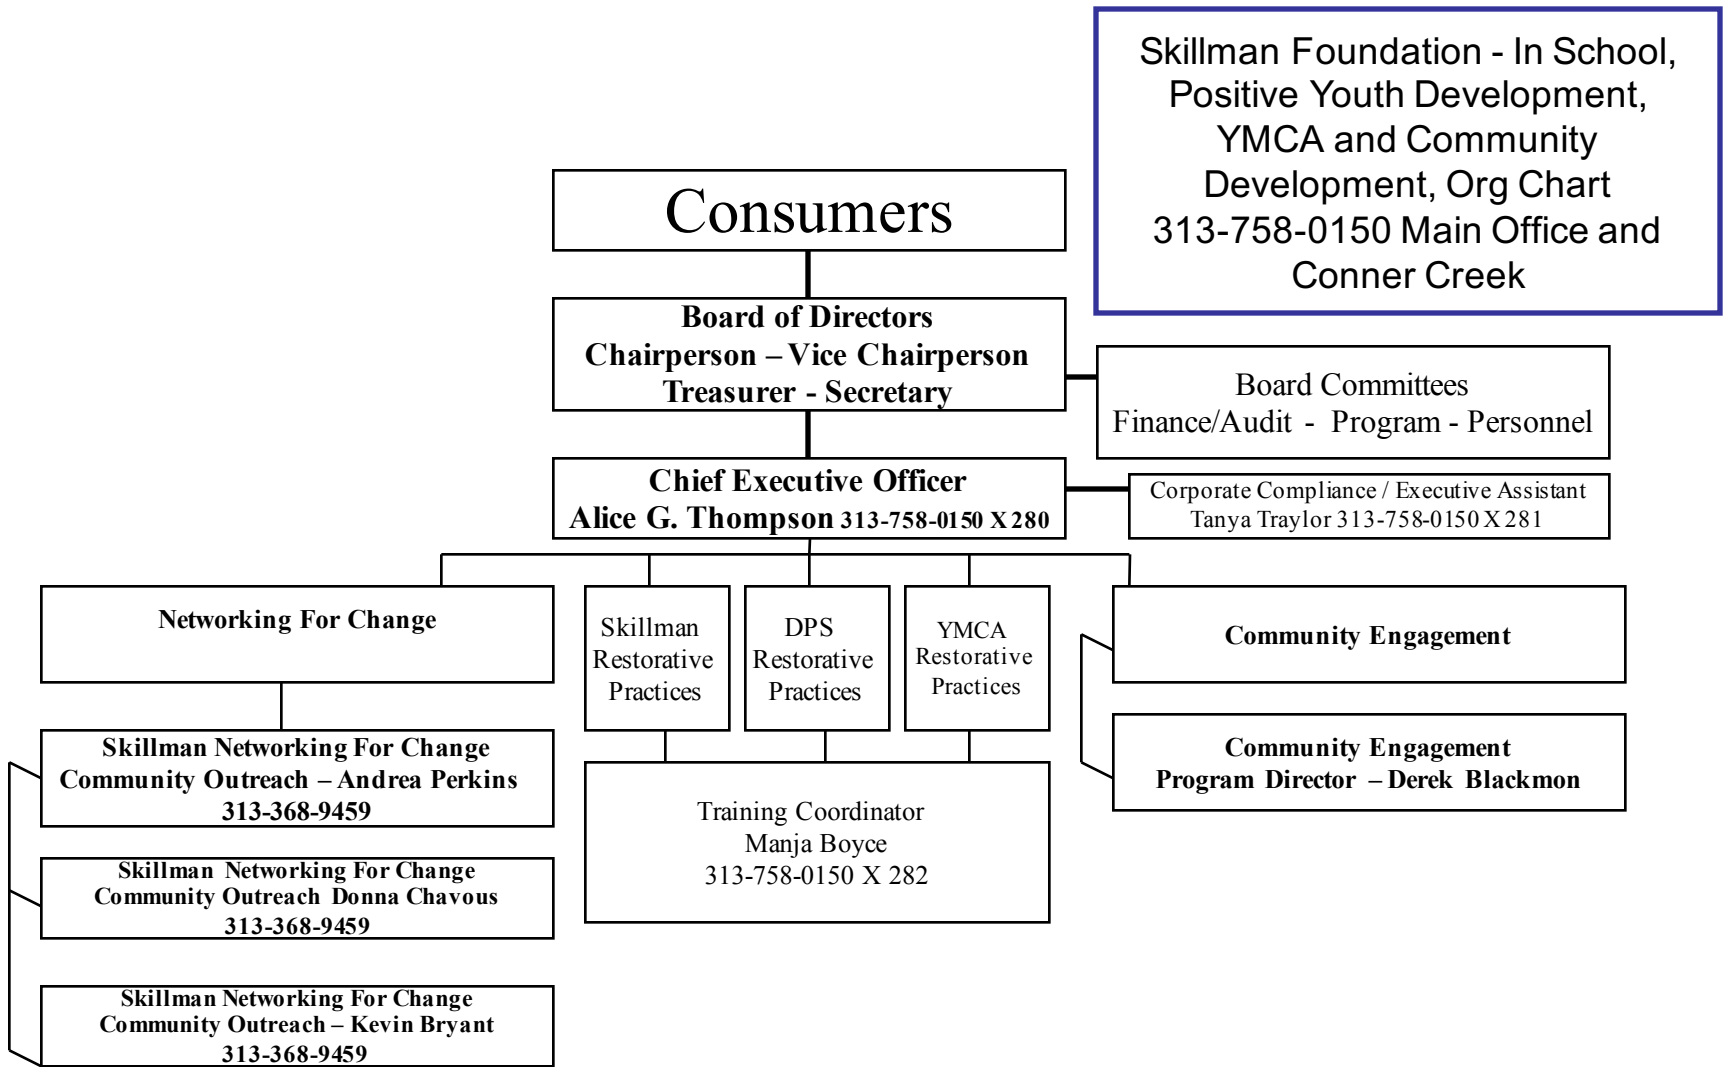 Skillman Foundation - In School,
Positive Youth Development,
YMCA and Community
Development, Org Chart
313-758-0150 Main Office and
Conner Creek
Consumers
Board of Directors
Chairperson – Vice Chairperson
Treasurer - Secretary
Board Committees
Finance/Audit - Program - Personnel
Chief Executive Officer
Alice G. Thompson 313-758-0150 X 280
Corporate Compliance / Executive Assistant
Tanya Traylor 313-758-0150 X 281
Networking For Change
Skillman
Restorative
Practices
DPS
Restorative
Practices
YMCA
Restorative
Practices
Community Engagement
Skillman Networking For Change
Community Outreach – Andrea Perkins
313-368-9459
Skillman Networking For Change
Community Outreach Donna Chavous
313-368-9459
Skillman Networking For Change
Community Outreach – Kevin Bryant
313-368-9459
Training Coordinator
Manja Boyce
313-758-0150 X 282
Community Engagement
Program Director – Derek Blackmon